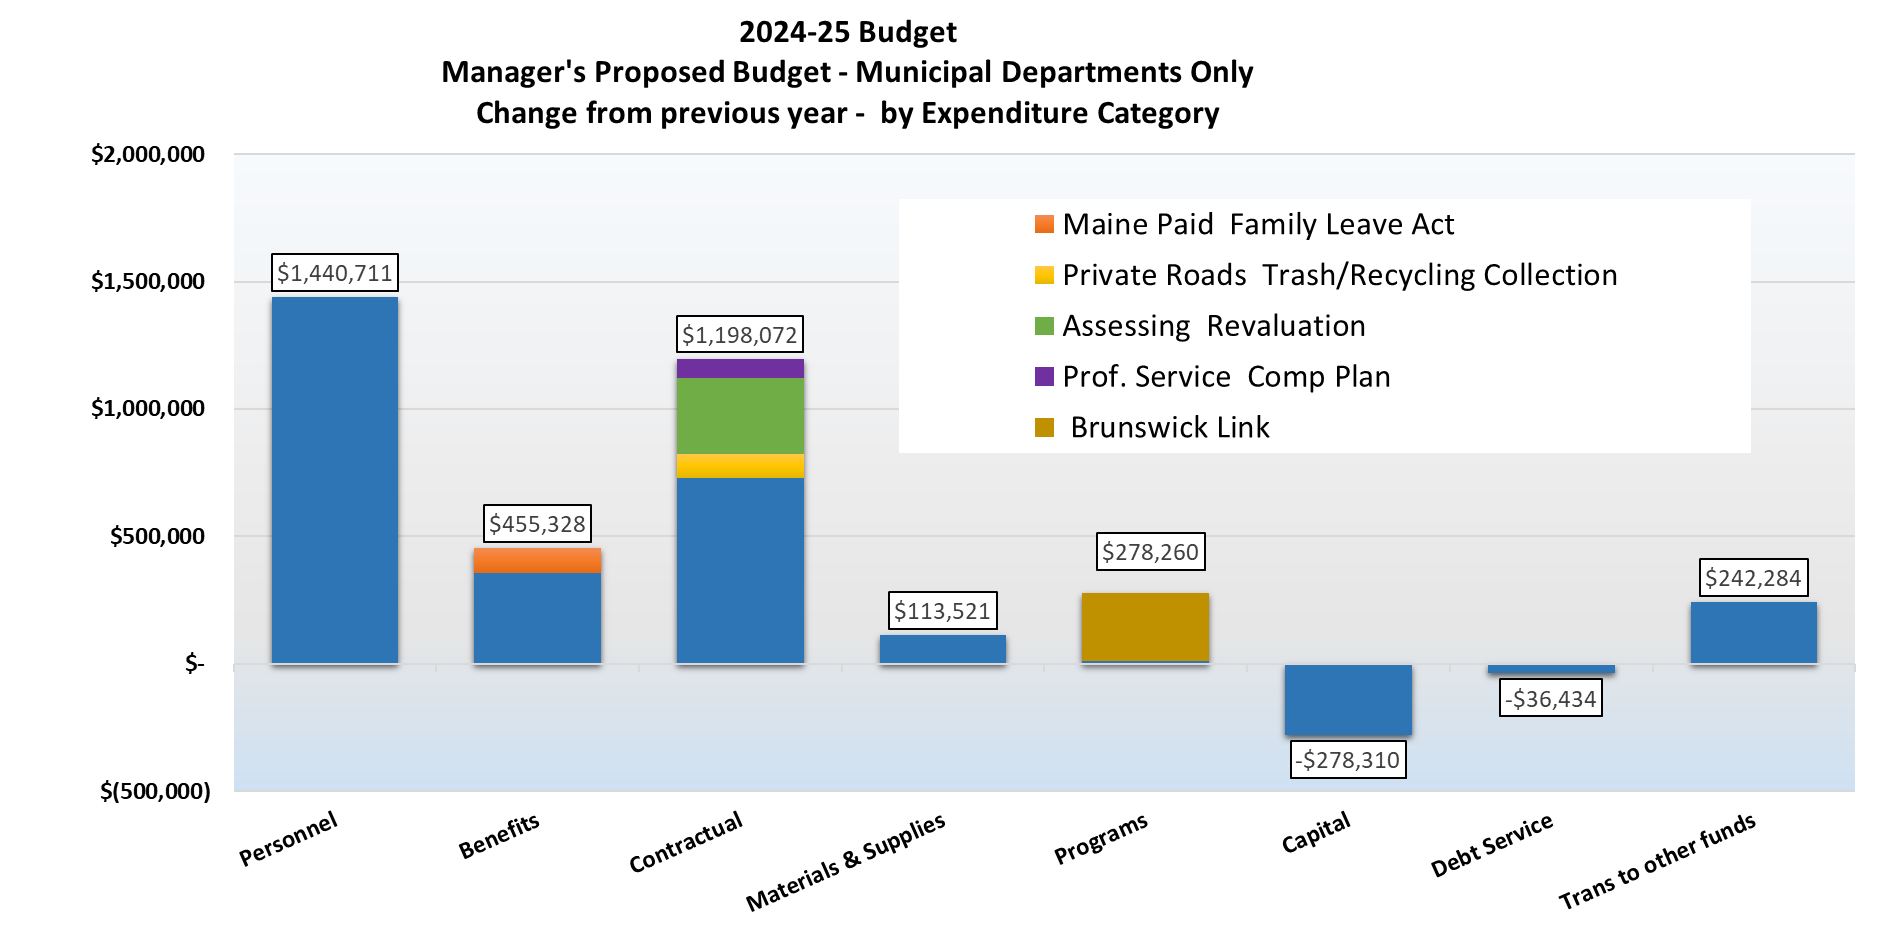 2024-25 Budget
Manager's Proposed Budget - Municipal Departments Only
Change from previous year -  by Expenditure Category
$2,000,000
$1,500,000
$1,000,000
$500,000
$-
$(500,000)
$1,440,711
$455,328
$1,198,072
$113,521
$278,260
-$278,310
-$36,434
$242,284
Maine Paid  Family Leave Act
Private Roads  Trash/Recycling Collection
Assessing  Revaluation
Prof. Service  Comp Plan
Brunswick Link
Personnel
Benefits
Contractual
Materials & Supplies
Programs
Capital
Debt Service
Trans to other funds